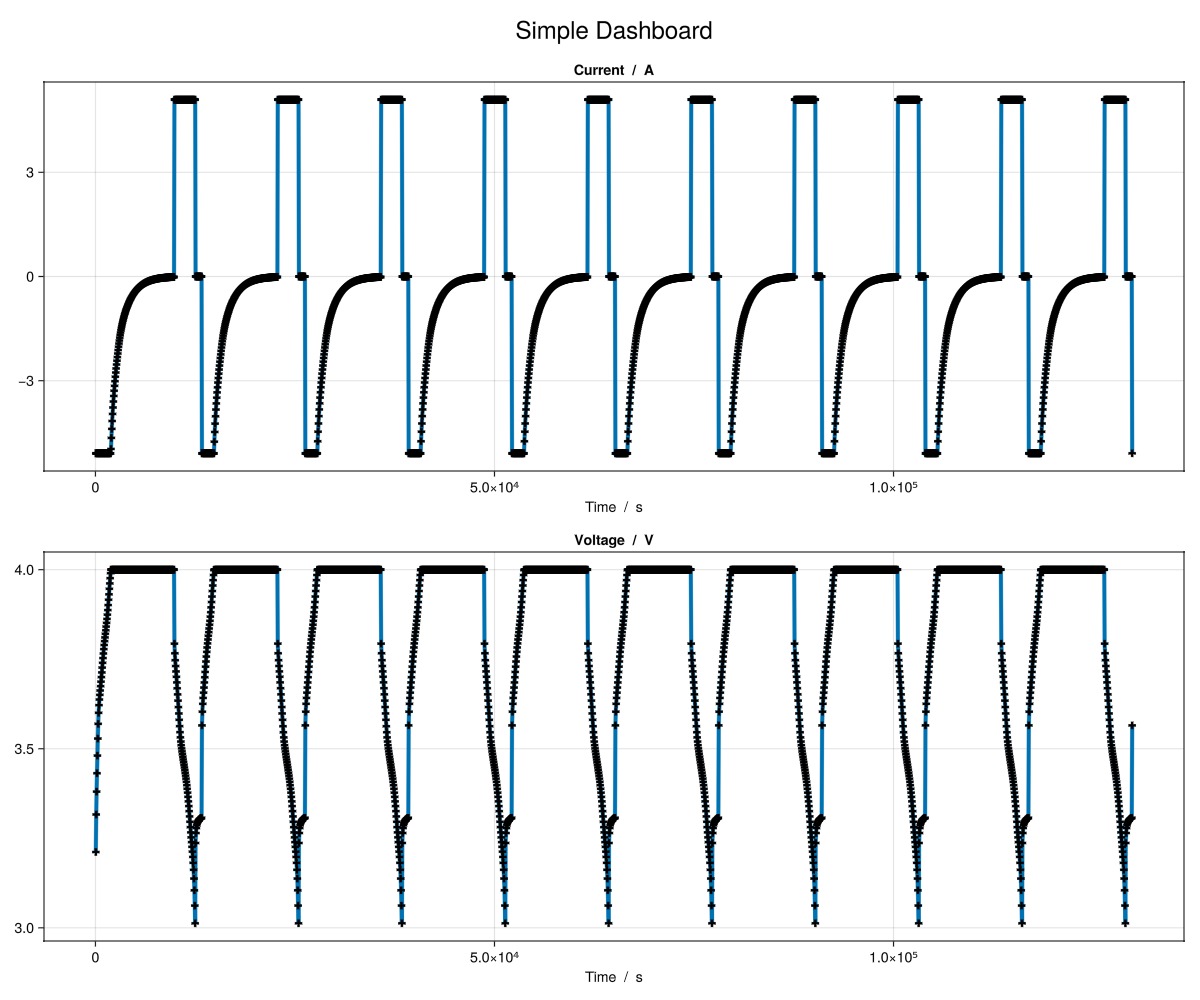 Simple Dashboard
Current / A
3
0
−3
0 5.0×10⁴ 1.0×10⁵
Time / s
Voltage / V
4.0
3.5
3.0
0 5.0×10⁴ 1.0×10⁵
Time / s